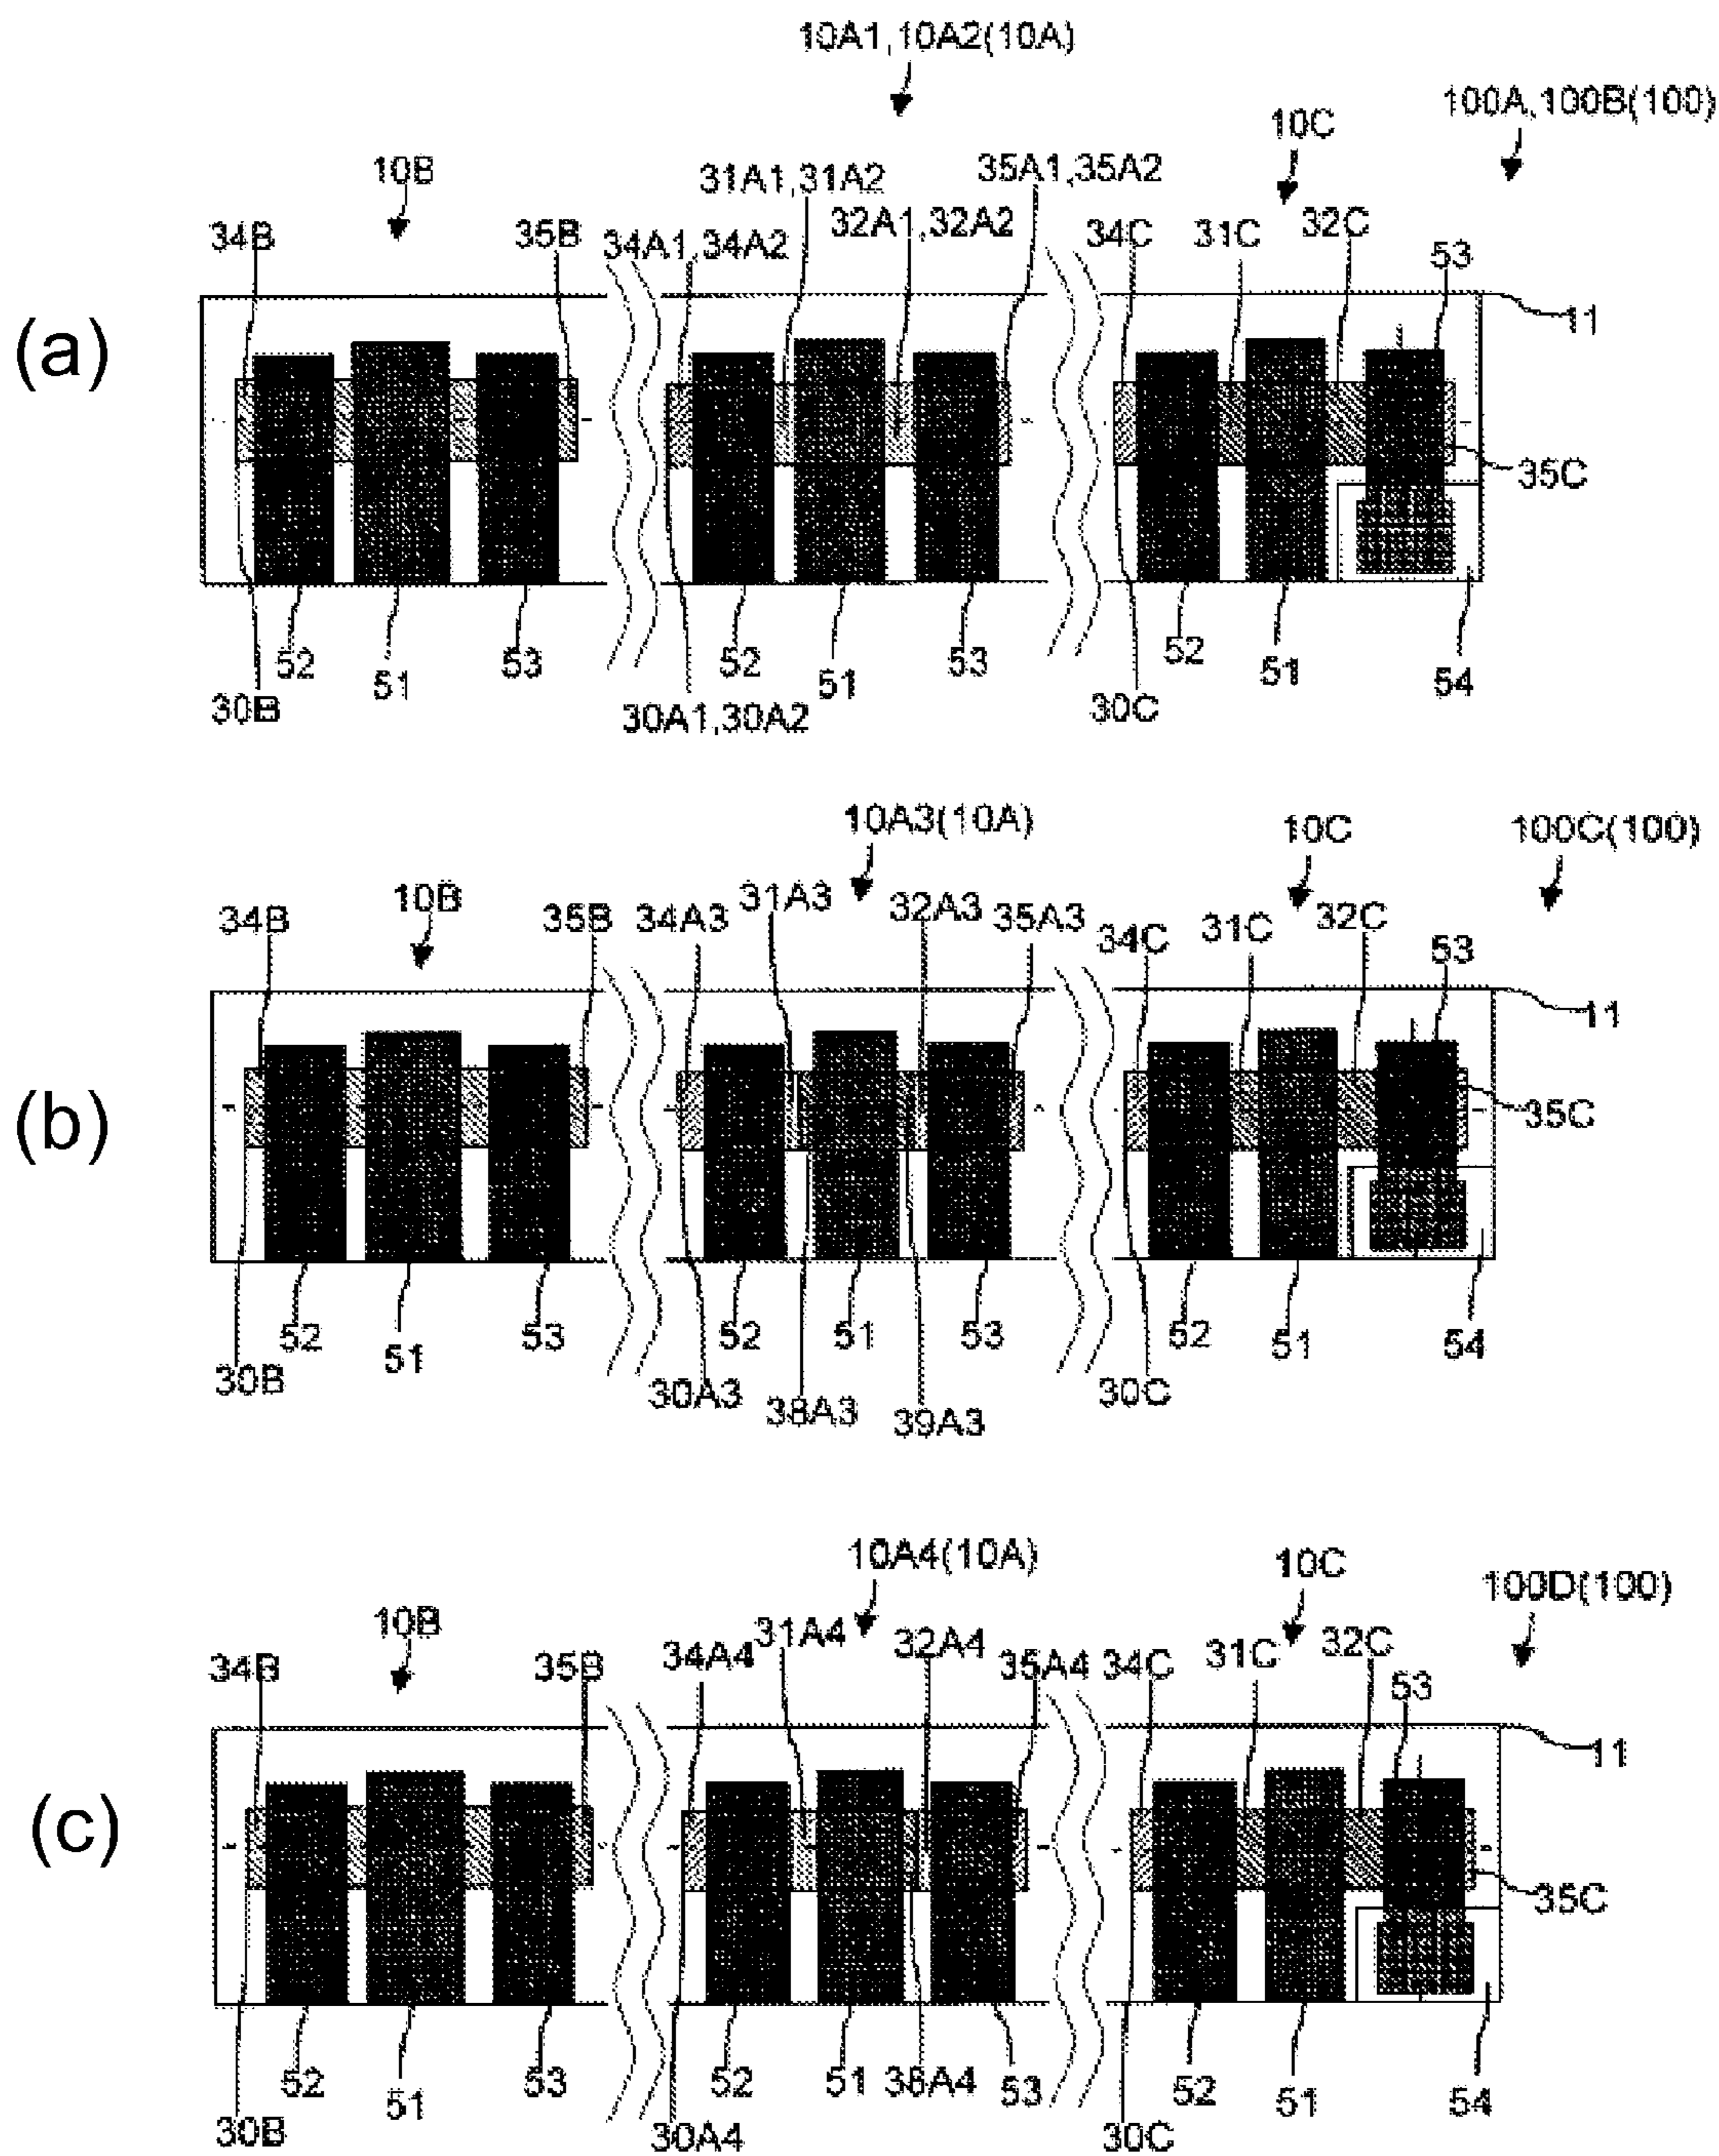 10A1,10A2(10A)
100A,100B(100)
10C
10B
31A1,31A2
35A1,35A2
34B
35B
34A1,34A2
32A1,32A2
34C
31C
32C
53
(a)
11
35C
52
51
53
52
51
53
52
51
54
30B
30A1,30A2
30C
10A3(10A)
10C
100C(100)
10B
31A3
34B
35B
34A3
32A3
35A3
34C
31C
32C
53
11
(b)
35C
52
51
53
52
51
53
52
51
54
30B
30A3
38A3
39A3
30C
10A4(10A)
10C
100D(100)
10B
34B
35B
34A4
31A4
32A4
35A4
34C
31C
32C
53
11
(c)
35C
52
51
53
52
51
38A4
53
52
51
54
30B
30A4
30C